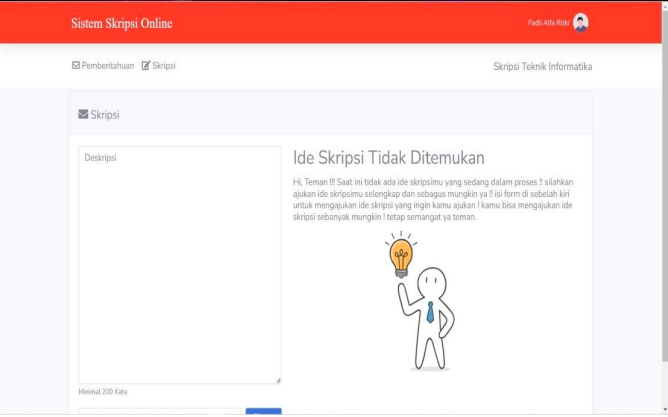 Sistem Skripsi Online
Fadli Alfa Rizki
Pemberitahuan Skripsi
Skripsi Teknik Informatika
Skripsi
Deskripsi
Minimal 200 Kata
Ide Skripsi Tidak Ditemukan
Hi, Teman !!! Saat ini tidak ada ide skripsimu yang sedang dalam proses !! silahkan
ajukan ide skripsimu selengkap dan sebagus mungkin ya !! isi form di sebelah kiri
untuk mengajukan ide skripsi yang ingin kamu ajukan ! kamu bisa mengajukan ide
skripsi sebanyak mungkin ! tetap semangat ya teman.